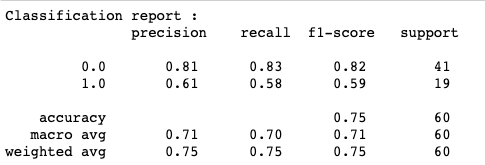 Classification report :
precision recall f1-score support
0.0 0.81 0.83 0.82 41
1.0 0.61 0.58 0.59 19
accuracy 0.75 60
macro avg 0.71 0.70 0.71 60
weighted avg 0.75 0.75 0.75 60